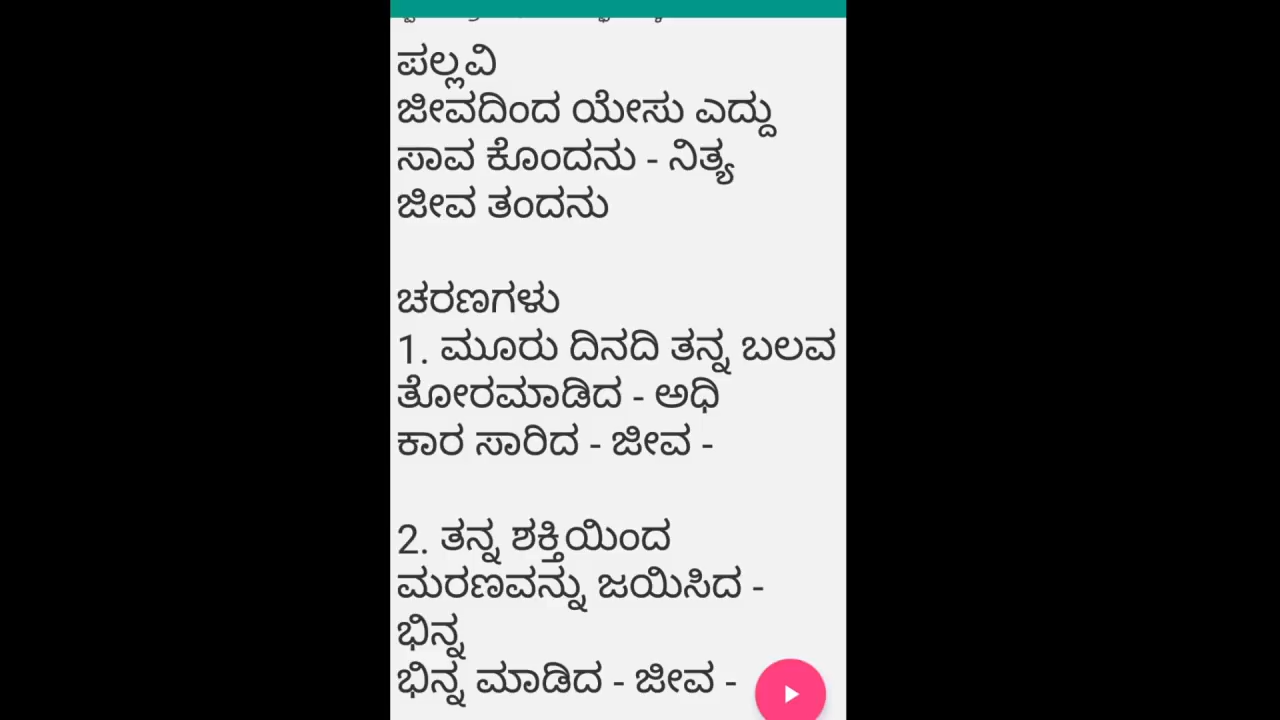 ಪಲ್ಲವಿ
ಜೀವದಿಂದ ಯೇಸು ಎದ್ದು
ಸಾವ ಕೊಂದನು - ನಿತ್ಯ
ಜೀವ ತಂದನು
ಚರಣಗಳು
1. ಮೂರು ದಿನದಿ ತನ್ನ ಬಲವ
ತೋರಮಾಡಿದ - ಅಧಿ
ಕಾರ ಸಾರಿದ - ಜೀವ -
2. ತನ್ನ ಶಕ್ತಿಯಿಂದ
ಮರಣವನ್ನು ಜಯಿಸಿದ -
ಭಿನ್ನ
ಭಿನ್ನ ಮಾಡಿದ - ಜೀವ -